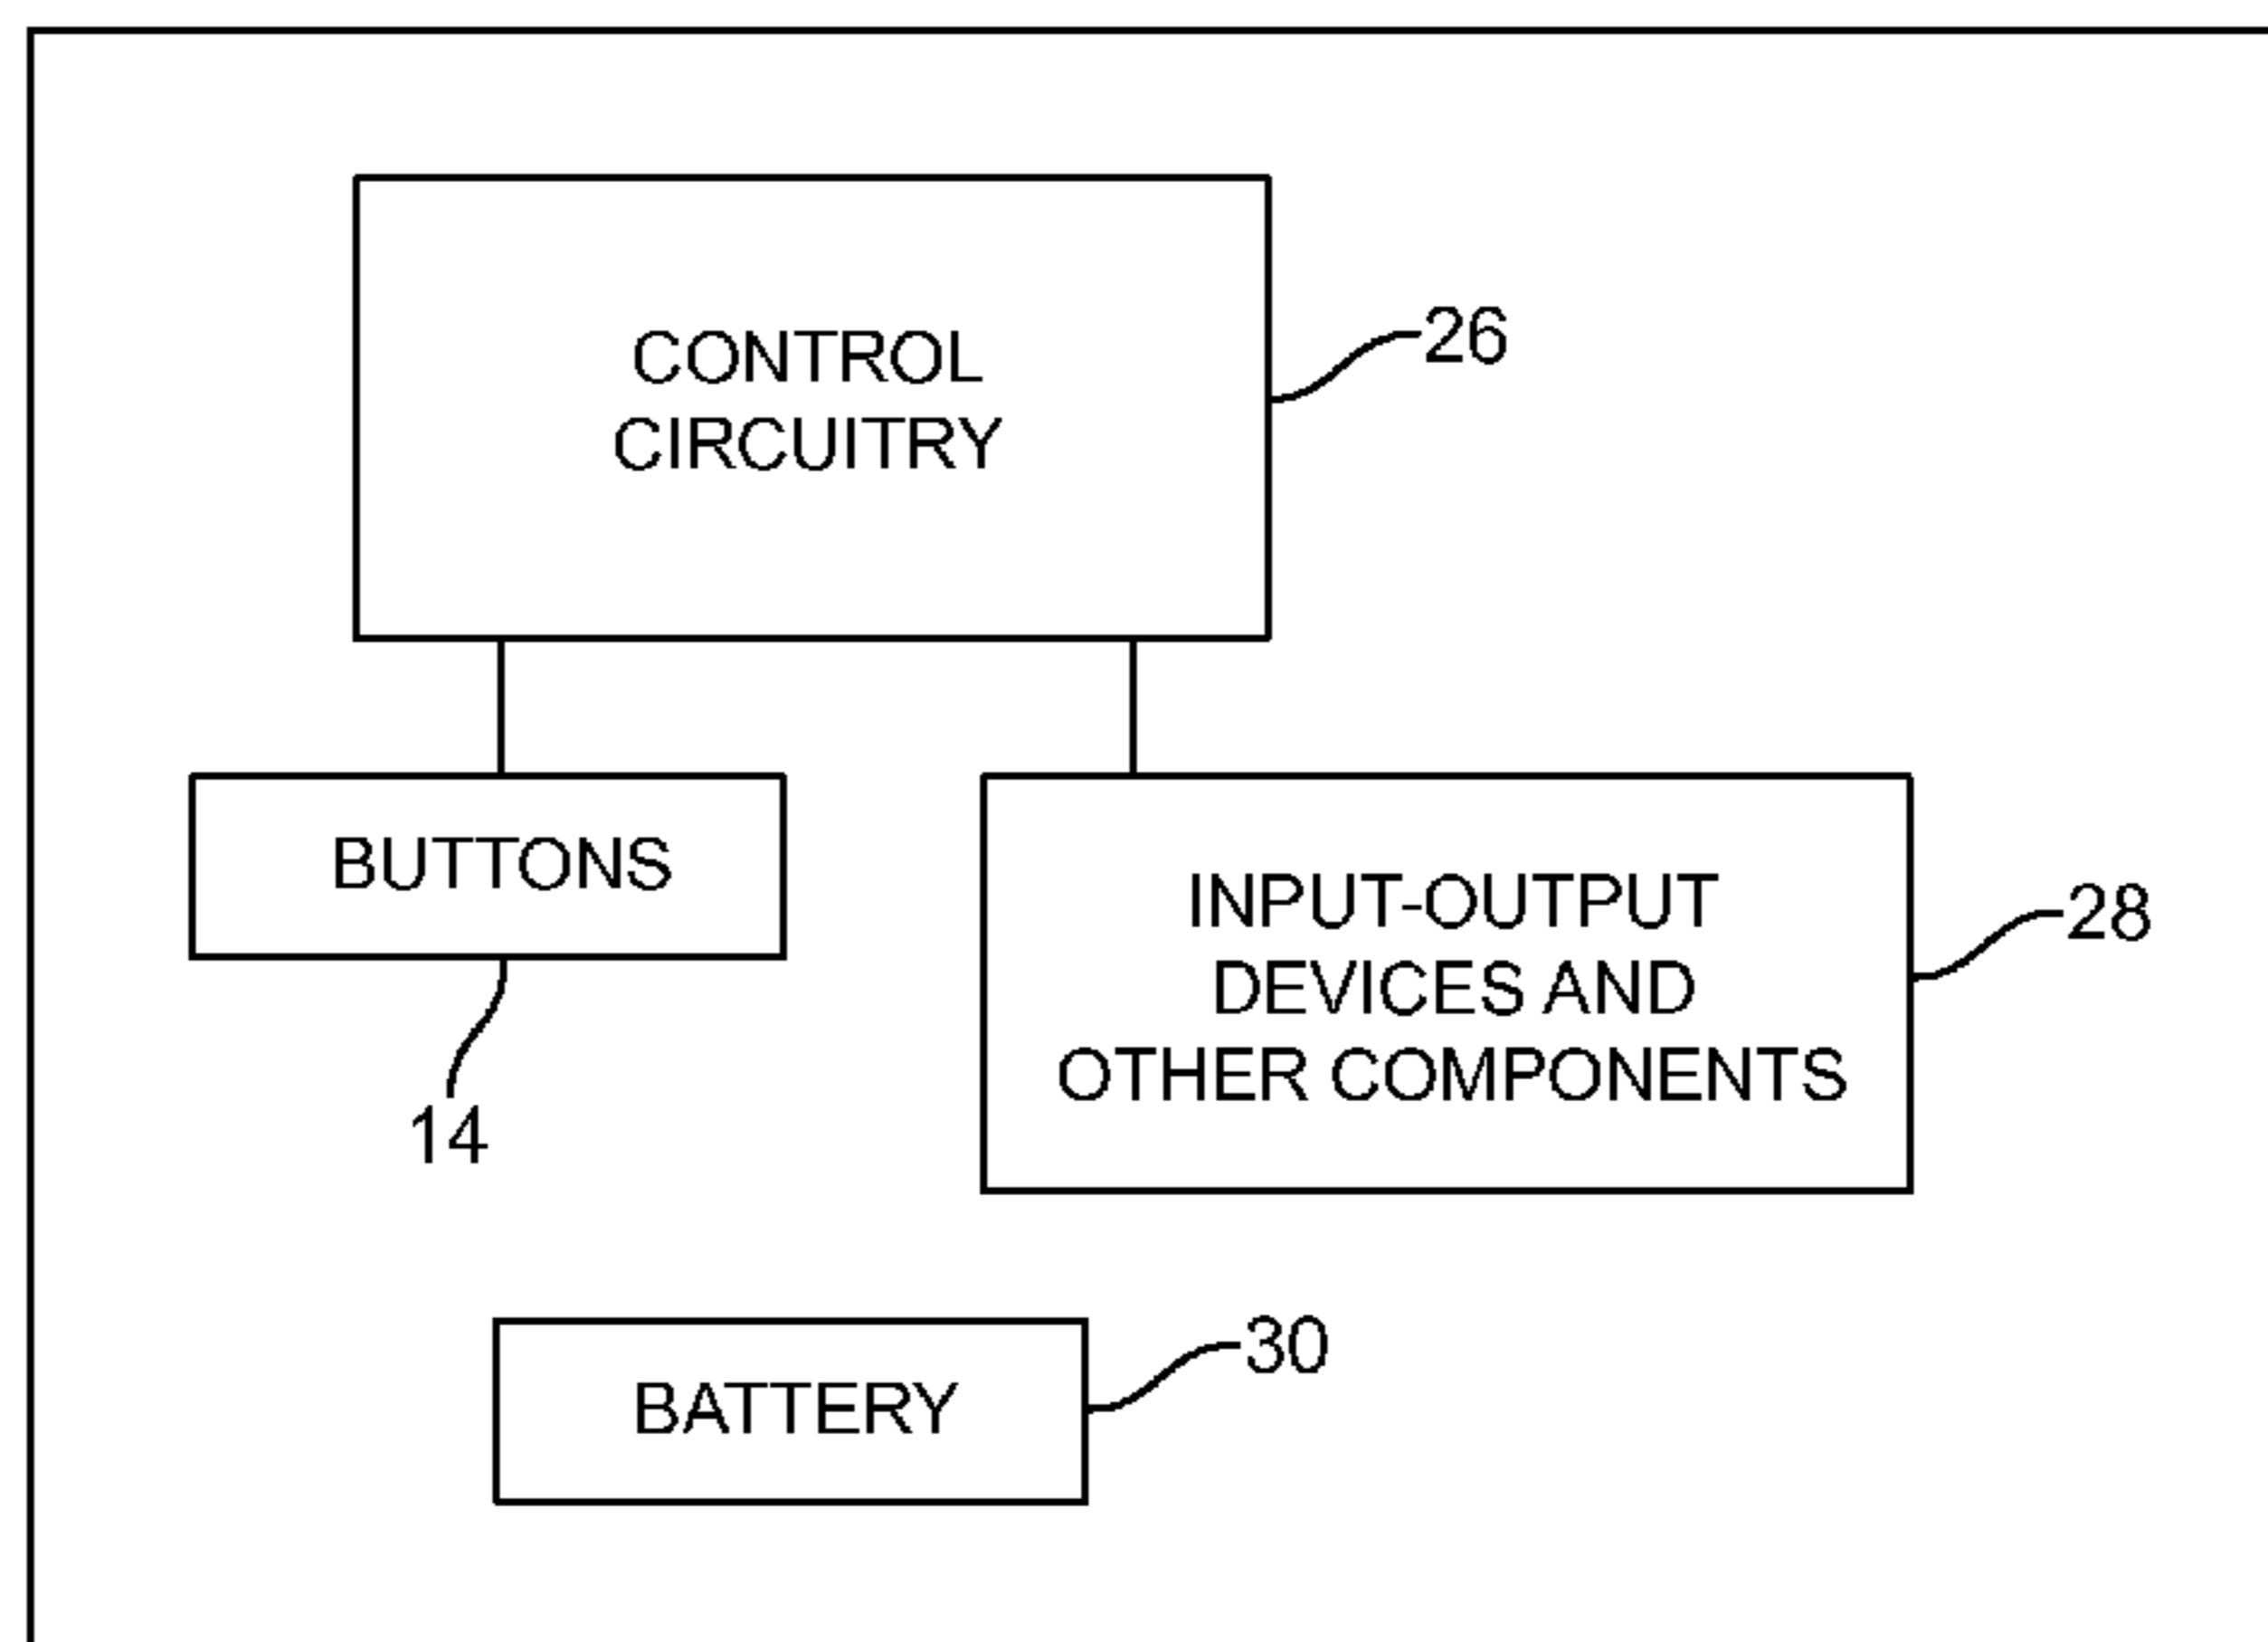 CONTROL
CIRCUITRY
26
BUTTONS
14
INPUT-OUTPUT
DEVICES AND
OTHER COMPONENTS
28
BATTERY
30